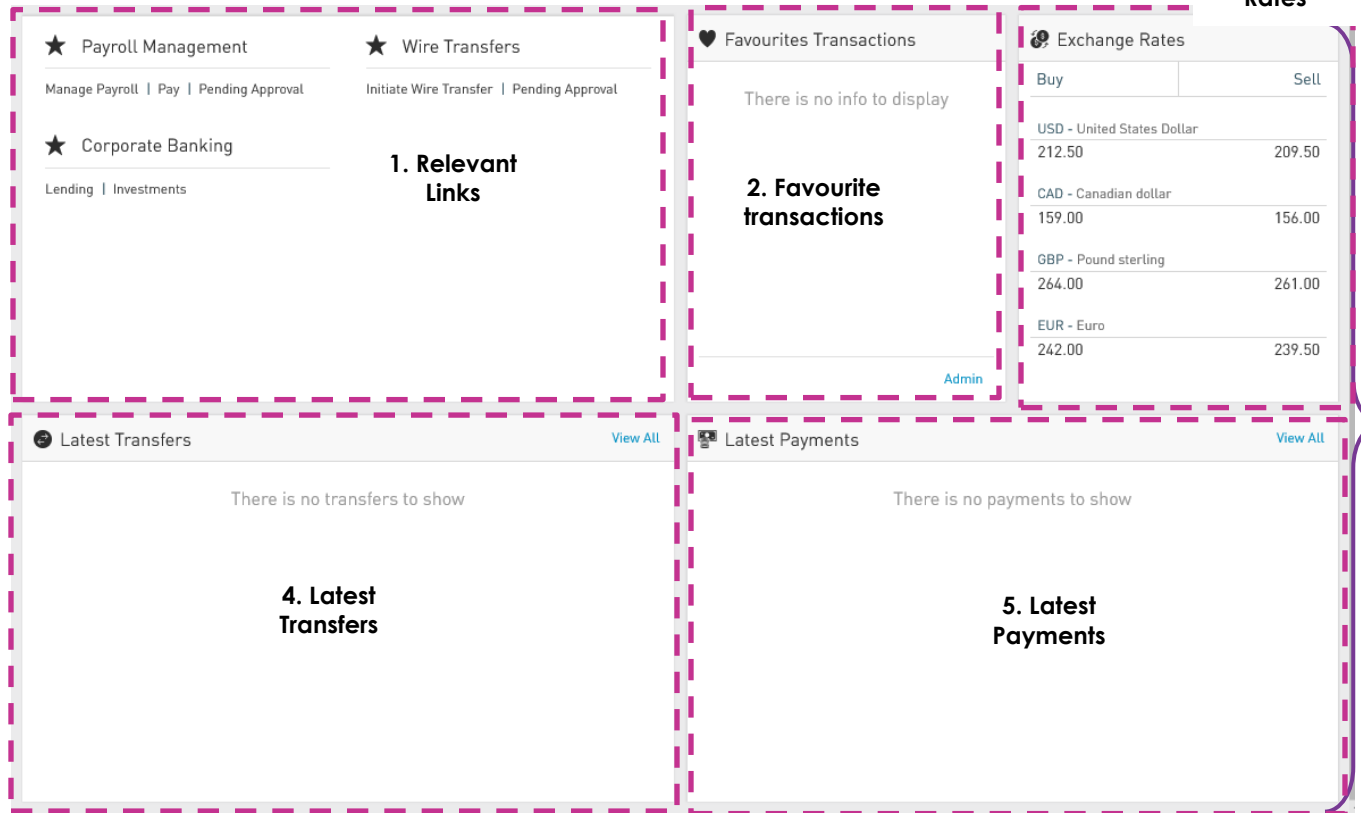 Rates
Payroll Management
Manage Payroll | Pay | Pending Approval
Wire Transfers
Initiate Wire Transfer | Pending Approval
Corporate Banking
Lending | Investments
1. Relevant
Links
Favourites Transactions
There is no info to display
2. Favourite
transactions
Admin
Exchange Rates
Buy Sell
USD - United States Dollar
212.50 209.50
CAD - Canadian dollar
159.00 156.00
GBP - Pound sterling
264.00 261.00
EUR - Euro
242.00 239.50
Latest Transfers View All
There is no transfers to show
4. Latest
Transfers
Latest Payments View All
There is no payments to show
5. Latest
Payments